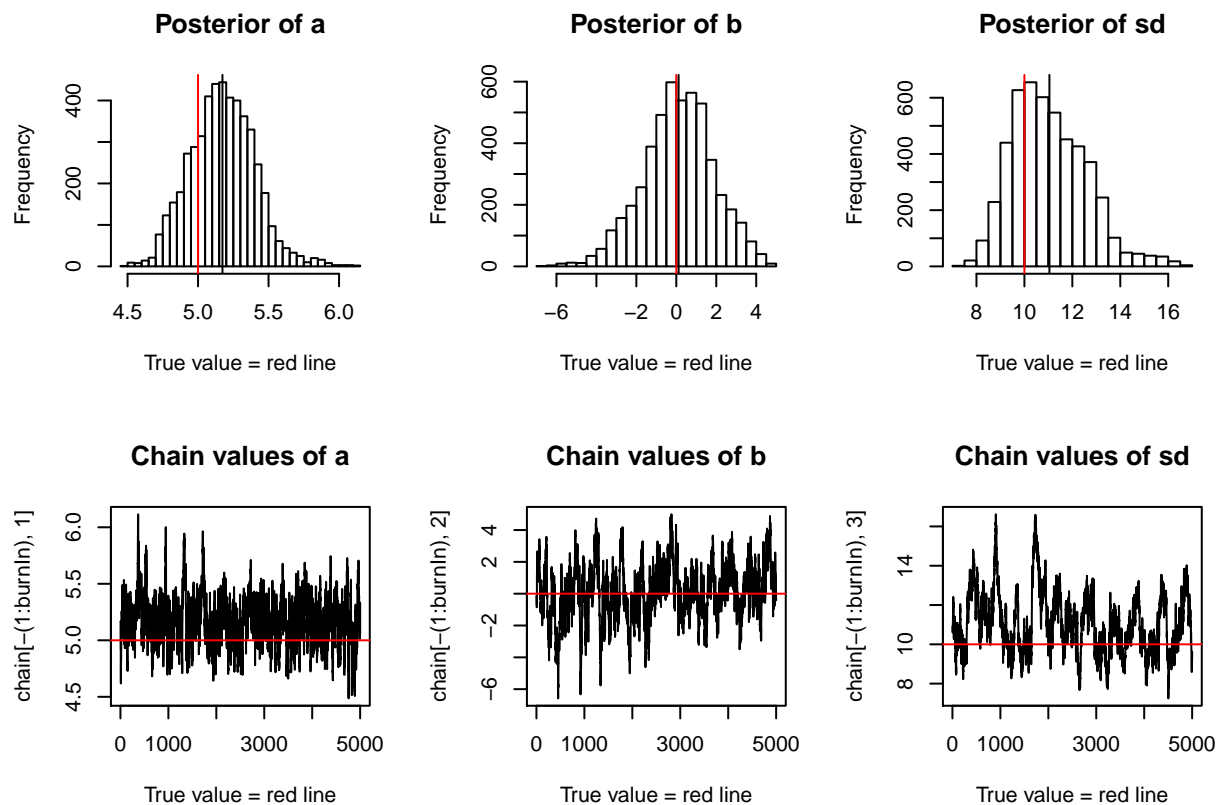 Posterior of a
Frequency
0
200
400
4.5
5.0
5.5
6.0
True value = red line
Posterior of b
Frequency
0
200
400
600
−6
−2
0
2
4
True value = red line
Posterior of sd
Frequency
0
200
400
600
8
10
12
14
16
True value = red line
Chain values of a
chain[−(1:burnIn), 1]
4.5
5.0
5.5
6.0
0
1000
3000
5000
True value = red line
Chain values of b
chain[−(1:burnIn), 2]
−6
−2
2
4
0
1000
3000
5000
True value = red line
Chain values of sd
chain[−(1:burnIn), 3]
8
10
14
0
1000
3000
5000
True value = red line